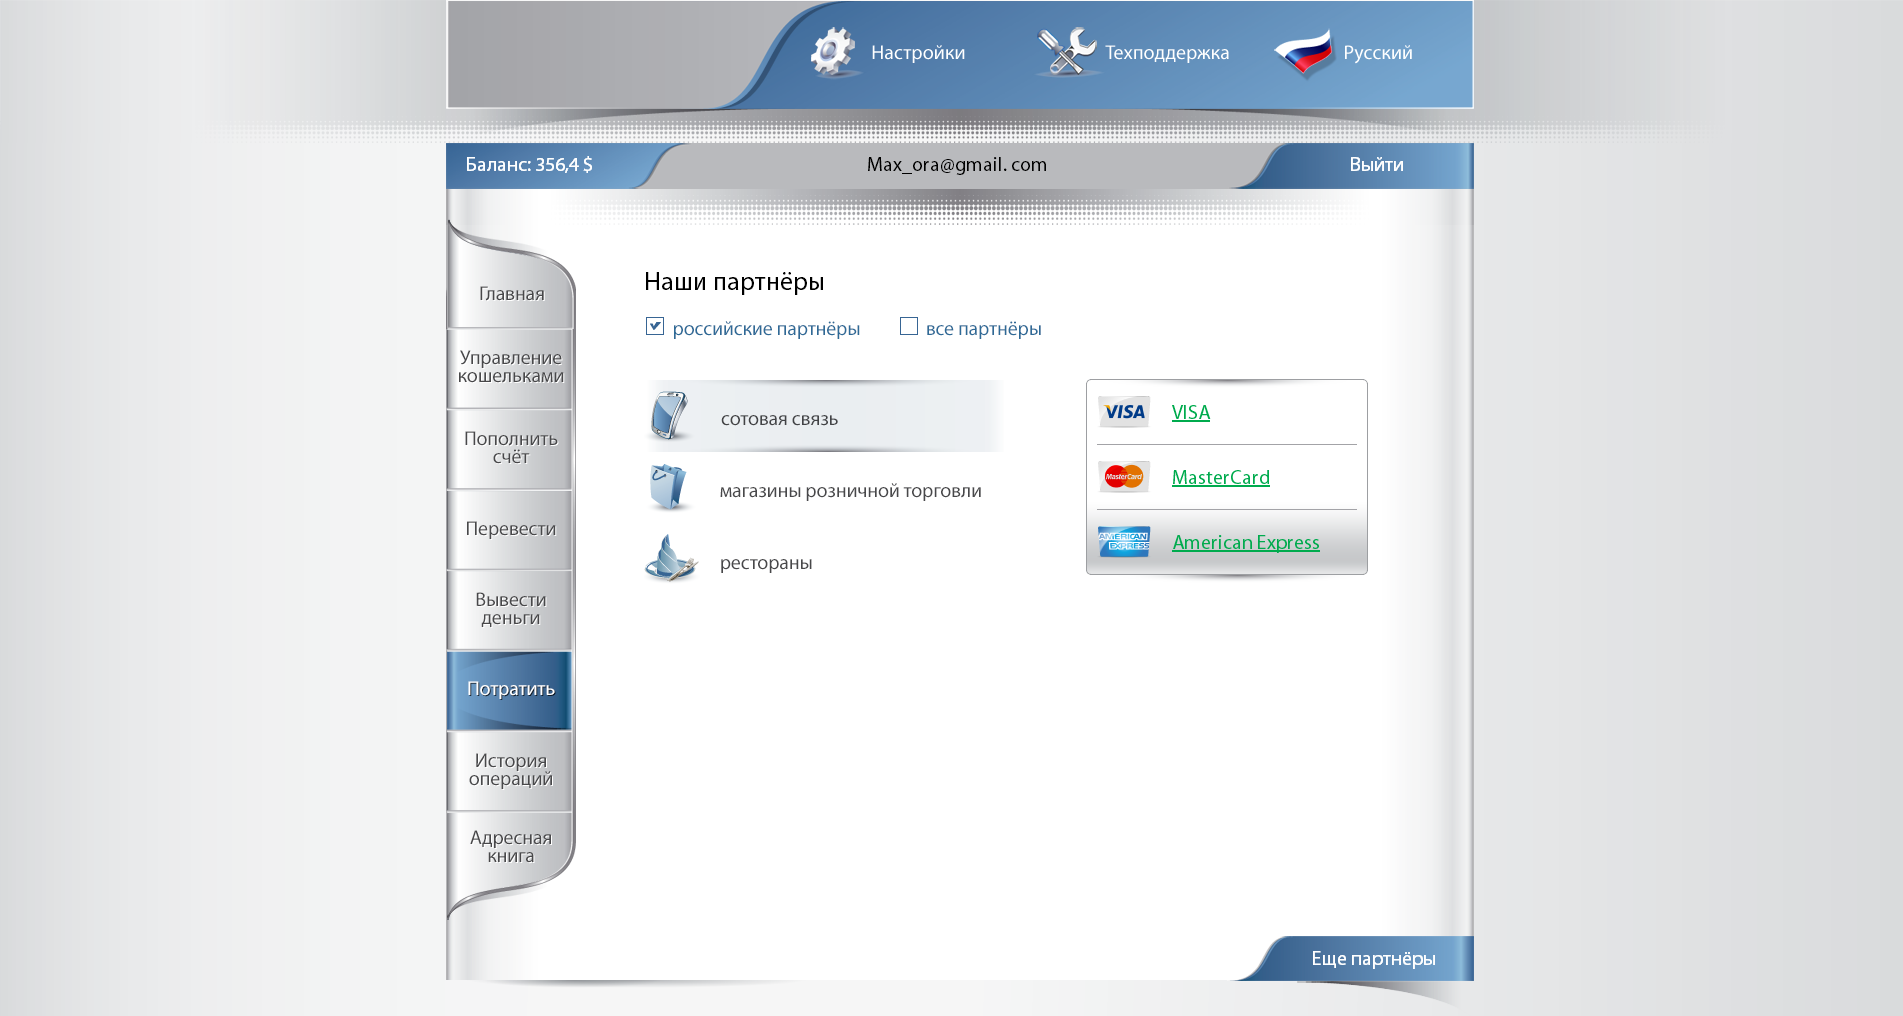 Настройки
Техподдержка
Русский
Баланс: 356,4 $
Max_ora@gmail. com
Выйти
Главная
Управление
кошельками
Пополнить
счёт
Перевести
Вывести
деньги
Потратить
История
операций
Адресная
книга
Наши партнёры
российские партнёры
все партнёры
сотовая связь
магазины розничной торговли
рестораны
VISA
VISA
MasterCard
MasterCard
AMERICAN
EXPRESS
American Express
Еще партнёры